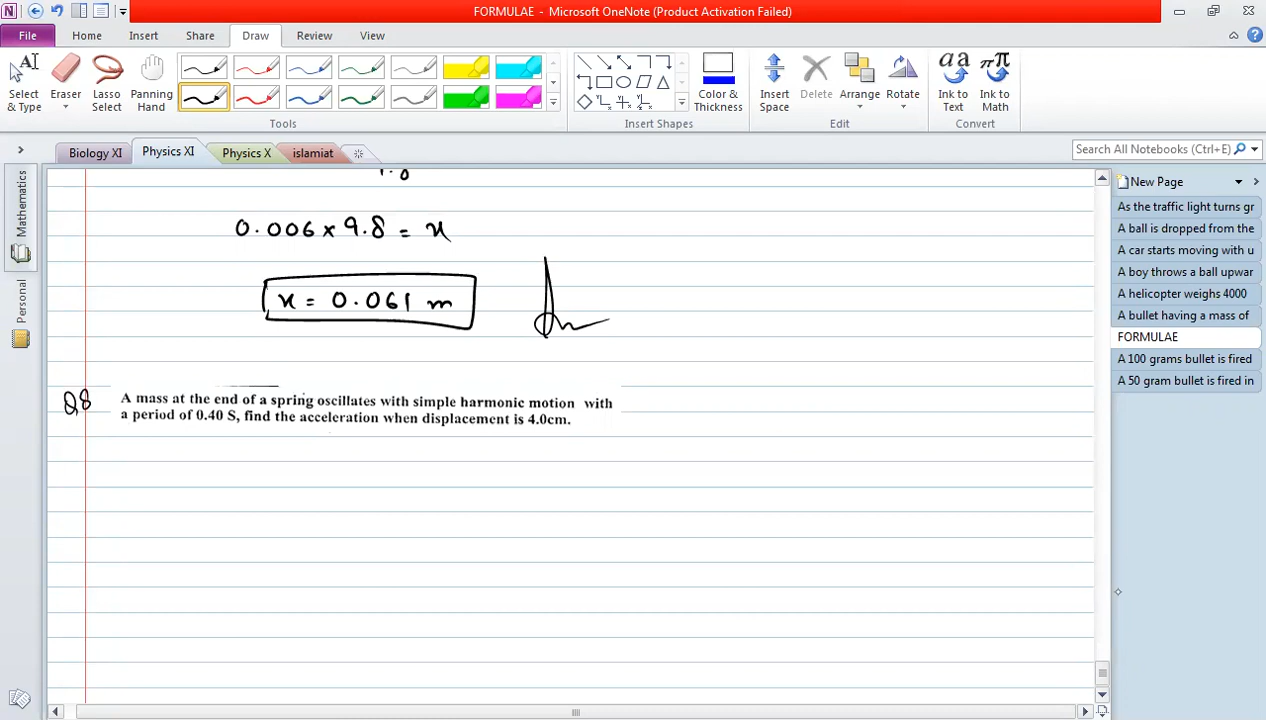 FORMULAE - Microsoft OneNote (Product Activation Failed)
File Home Insert Share Draw Review View
Select & Type
Eraser
Lasso Select
Panning Hand
Color & Thickness
Insert Space
Delete
Arrange
Rotate
Ink to Text
Ink to Math
Tools Insert Shapes Edit Convert
Biology XI Physics XI Physics X islamiat
Search All Notebooks (Ctrl+E)
Mathematics
Personal
New Page
As the traffic light turns gr
A ball is dropped from the
A car starts moving with u
A boy throws a ball upwar
A helicopter weighs 4000
A bullet having a mass of
FORMULAE
A 100 grams bullet is fired
A 50 gram bullet is fired in
0.006 x 9.8 = x
x = 0.061 m
Q8 A mass at the end of a spring oscillates with simple harmonic motion with
a period of 0.40 S, find the acceleration when displacement is 4.0cm.